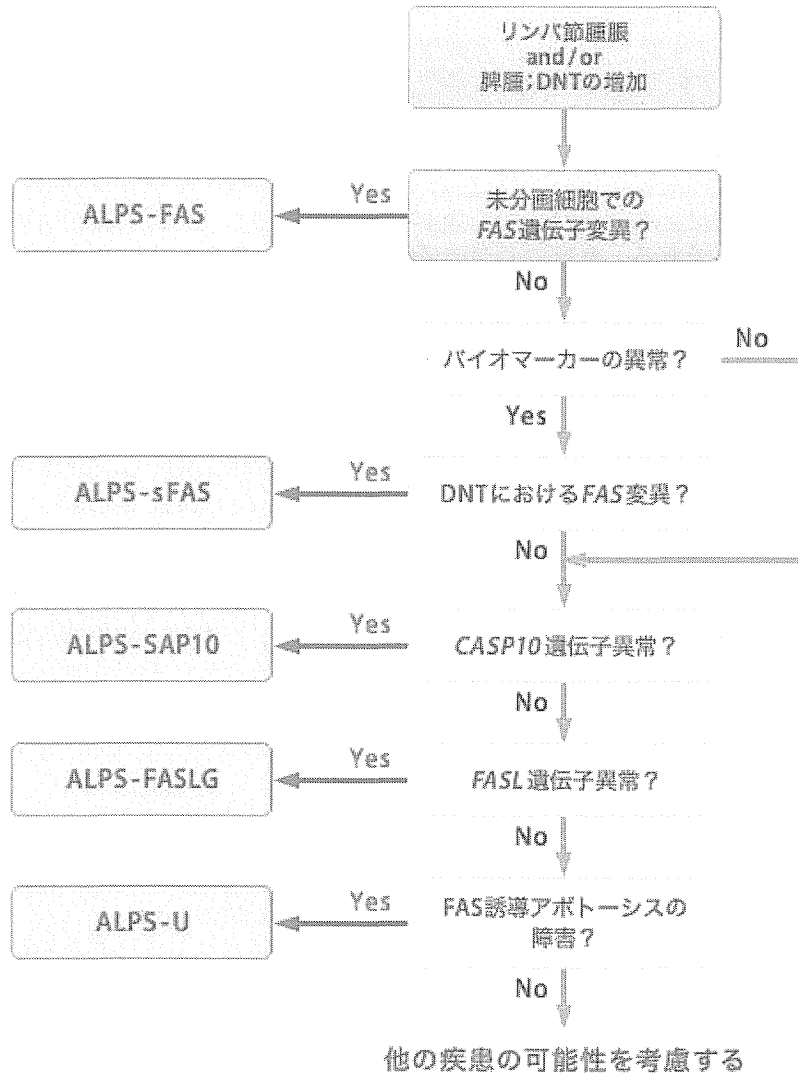 リンパ節腫脹
and/or
脾腫;DNTの増加
Yes
ALPS-FAS
未分画細胞での
FAS遺伝子変異？
No
バイオマーカーの異常？
No
Yes
ALPS-sFAS
Yes
DNTにおけるFAS変異？
No
ALPS-SAP10
Yes
CASP10遺伝子異常？
No
ALPS-FASLG
Yes
FASL遺伝子異常？
No
ALPS-U
Yes
FAS誘導アポトーシスの
障害？
No
他の疾患の可能性を考慮する